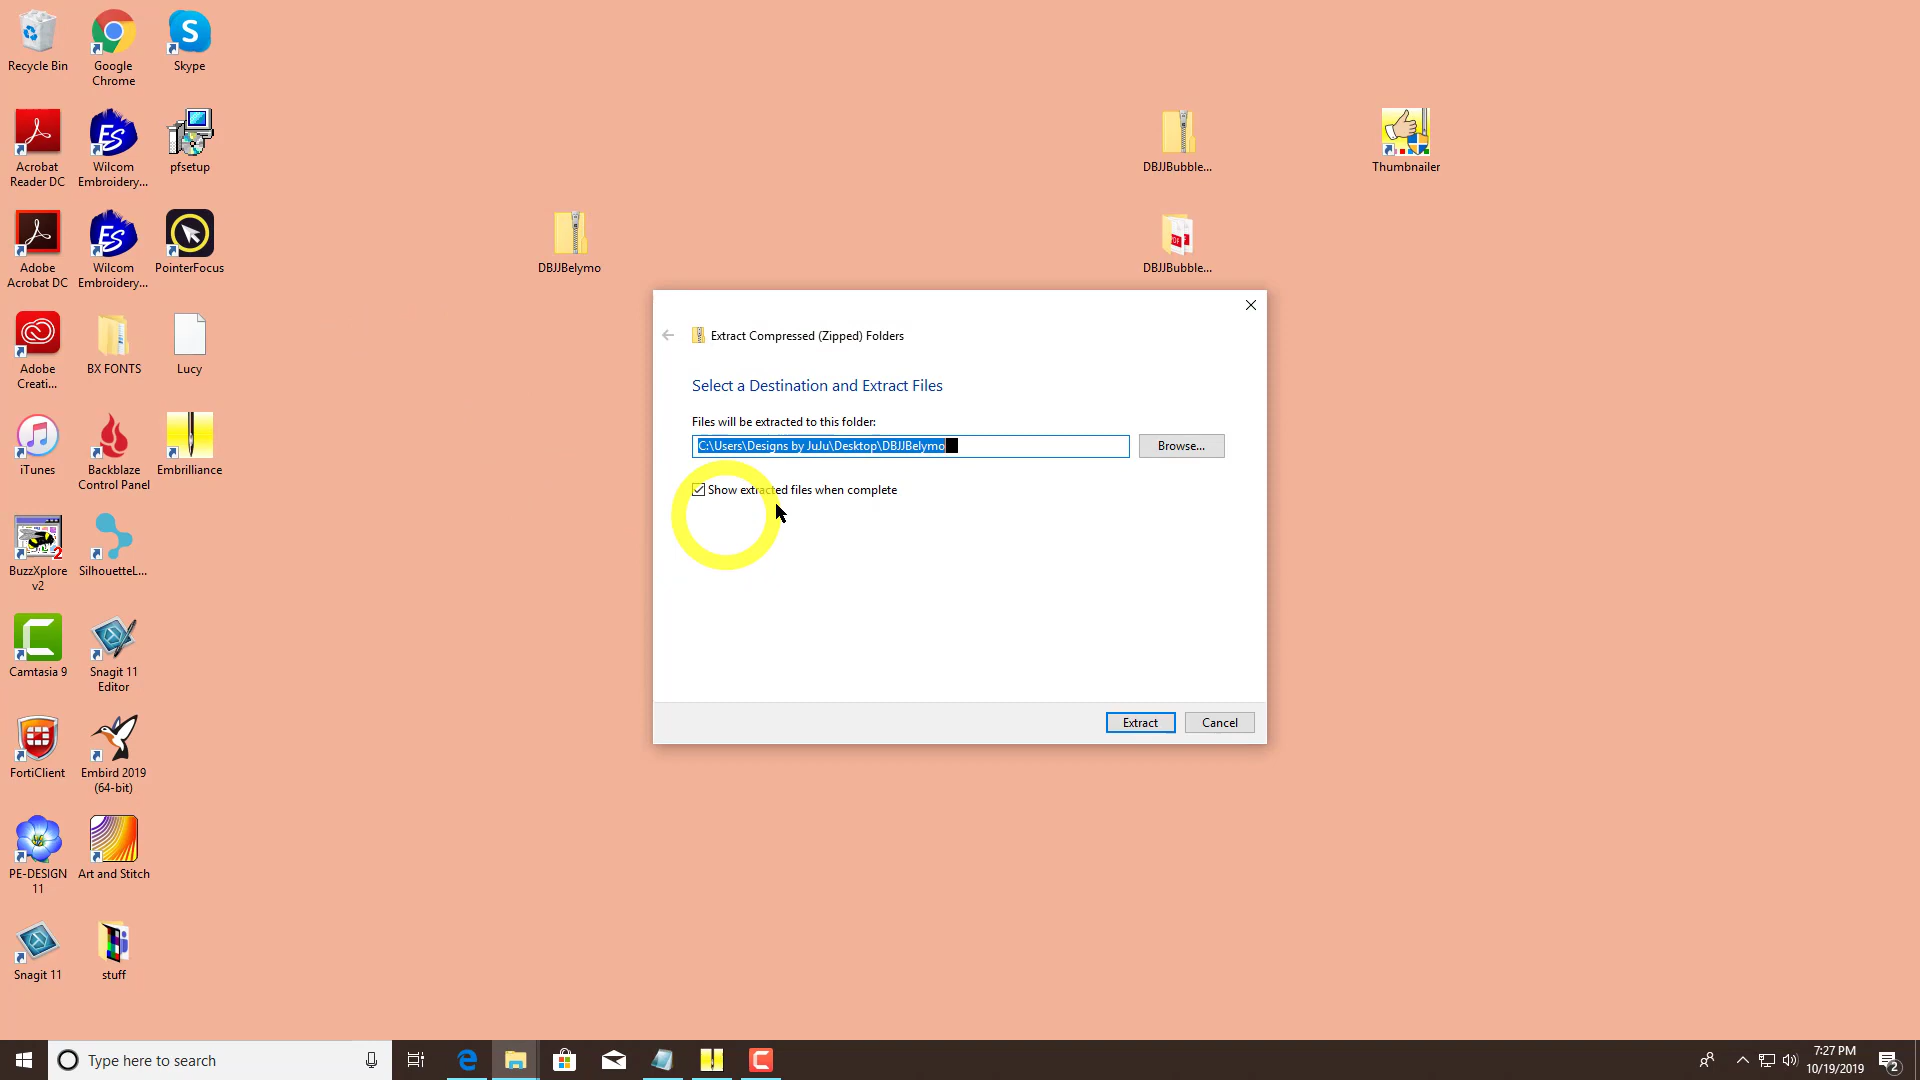 Recycle Bin
Google
Chrome
Skype
Acrobat
Reader DC
Wilcom
Embroidery...
pfsetup
DBJJBubble...
Thumbnailer
Adobe
Acrobat DC
Wilcom
Embroidery...
PointerFocus
DBJJBelymo
DBJJBubble...
Adobe
Creati...
BX FONTS
Lucy
iTunes
Backblaze
Control Panel
Embrilliance
BuzzXplore
v2
SilhouetteL...
Camtasia 9
Snagit 11
Editor
FortiClient
Embird 2019
(64-bit)
PE-DESIGN
11
Art and Stitch
Snagit 11
stuff
Extract Compressed (Zipped) Folders
Select a Destination and Extract Files
Files will be extracted to this folder:
C:\Users\Designs by JuJu\Desktop\DBJJBelymo
Browse...
Show extracted files when complete
Extract
Cancel
Type here to search
7:27 PM
10/19/2019
2